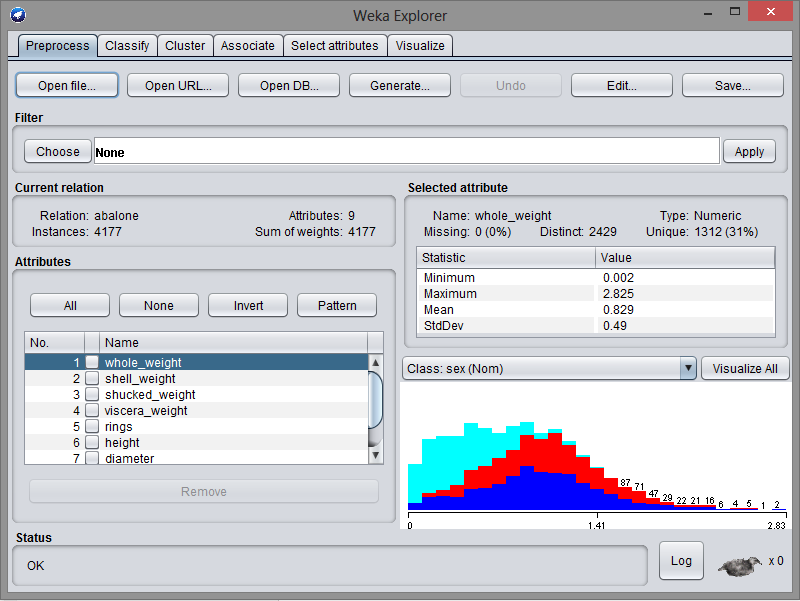 Weka Explorer
Preprocess Classify Cluster Associate Select attributes Visualize
Open file... Open URL... Open DB... Generate... Undo Edit... Save...
Filter
Choose None Apply
Current relation
Relation: abalone Attributes: 9
Instances: 4177 Sum of weights: 4177
Selected attribute
Name: whole_weight Type: Numeric
Missing: 0 (0%) Distinct: 2429 Unique: 1312 (31%)
Statistic Value
Minimum 0.002
Maximum 2.825
Mean 0.829
StdDev 0.49
Attributes
All None Invert Pattern
No. Name
1 whole_weight
2 shell_weight
3 shucked_weight
4 viscera_weight
5 rings
6 height
7 diameter
Remove
Class: sex (Nom) Visualize All
87 71 47 29 22 21 16 6 4 5 1 2
0 1.41 2.83
Status
OK
Log x 0